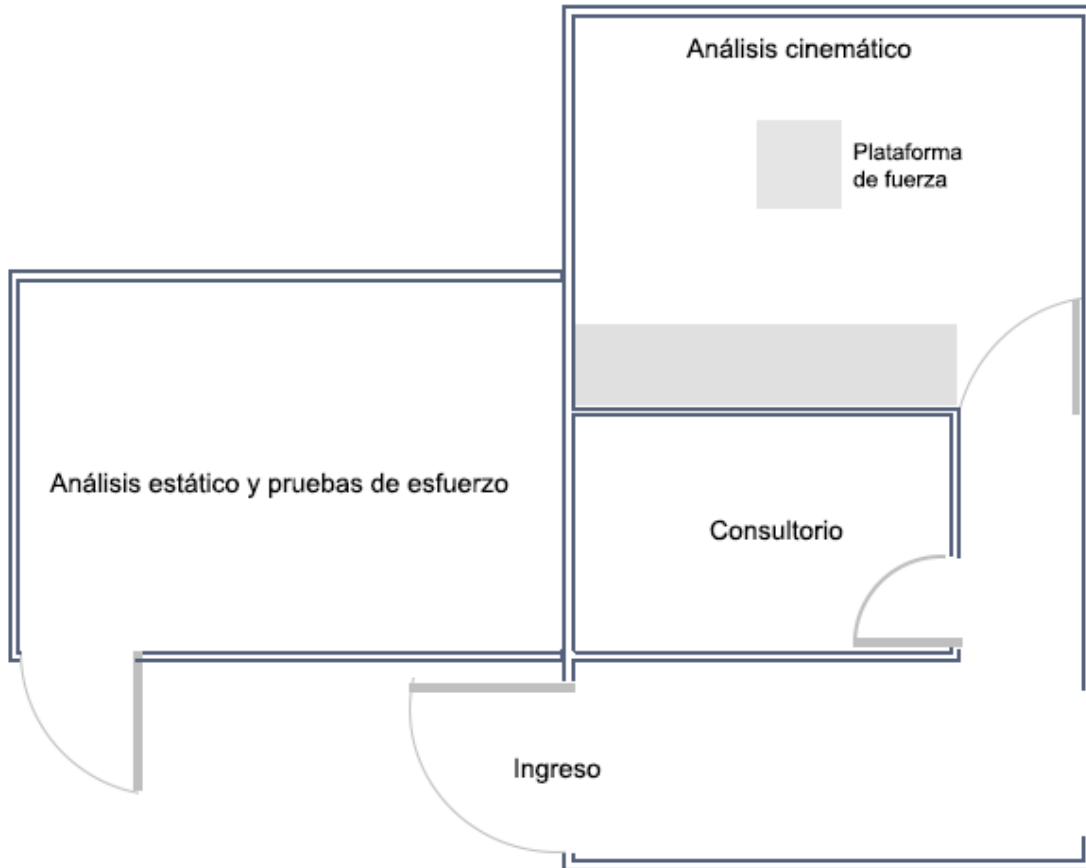 Análisis cinemático
Plataforma
de fuerza
Análisis estático y pruebas de esfuerzo
Consultorio
Ingreso